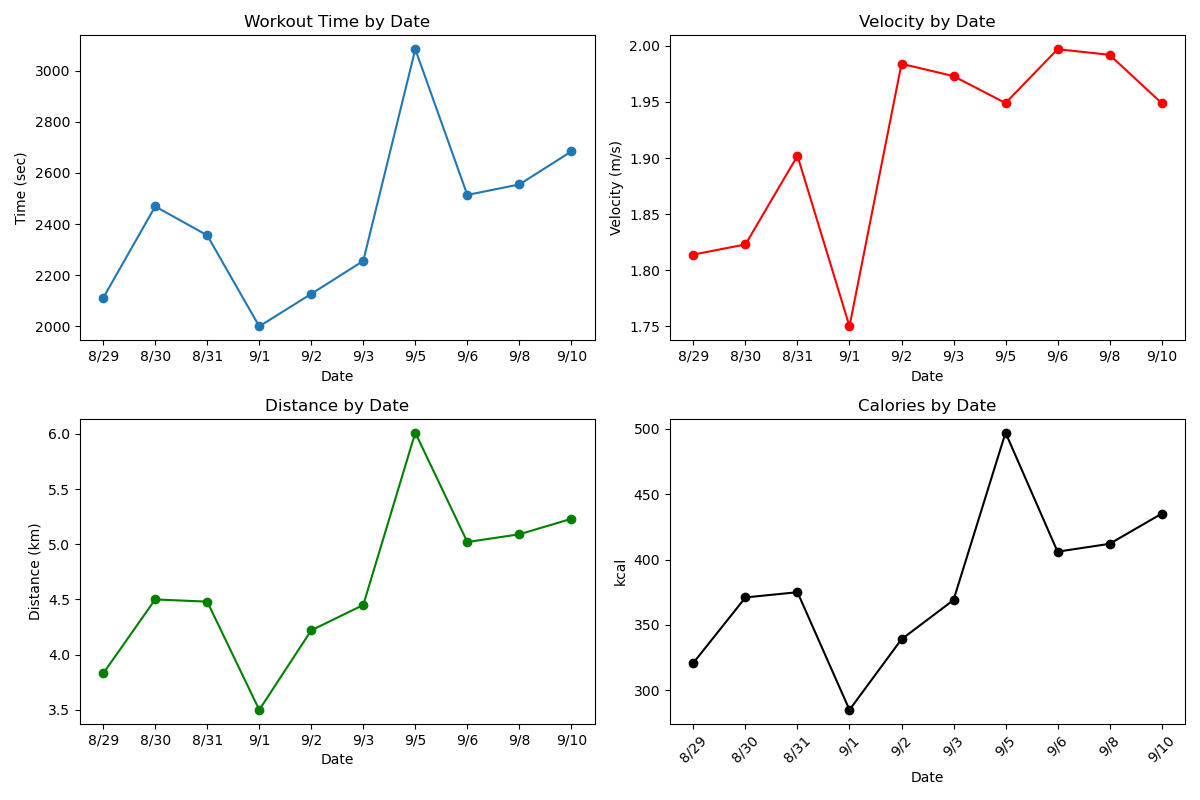 Workout Time by Date
Time (sec)
3000
2800
2600
2400
2200
2000
8/29 8/30 8/31 9/1 9/2 9/3 9/5 9/6 9/8 9/10
Date
Velocity by Date
Velocity (m/s)
2.00
1.95
1.90
1.85
1.80
1.75
8/29 8/30 8/31 9/1 9/2 9/3 9/5 9/6 9/8 9/10
Date
Distance by Date
Distance (km)
6.0
5.5
5.0
4.5
4.0
3.5
8/29 8/30 8/31 9/1 9/2 9/3 9/5 9/6 9/8 9/10
Date
Calories by Date
kcal
500
450
400
350
300
8/29 8/30 8/31 9/1 9/2 9/3 9/5 9/6 9/8 9/10
Date